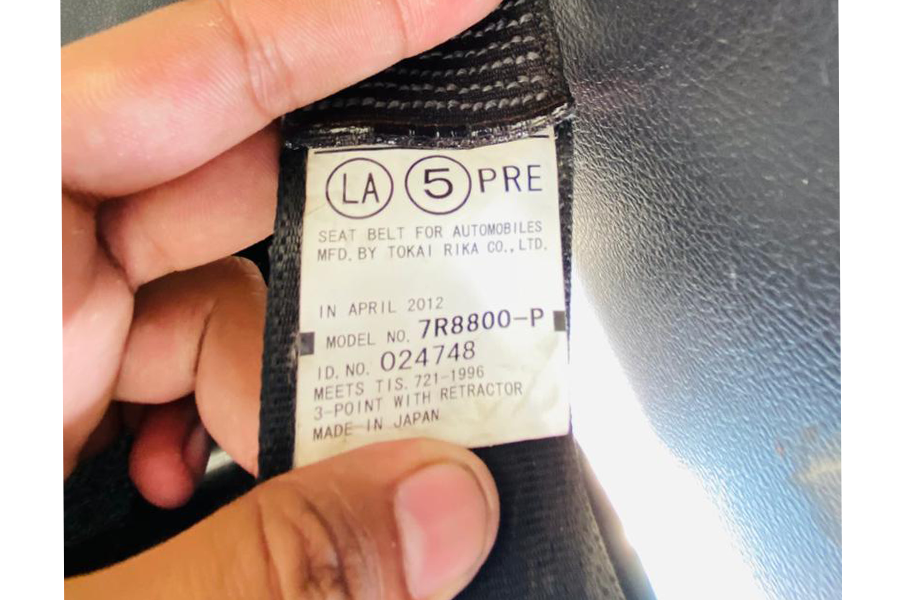 LA 5 PRE
SEAT BELT FOR AUTOMOBILES
MFD. BY TOKAI RIKA CO., LTD.
IN APRIL 2012
MODEL NO. 7R8800-P
ID. NO. 024748
MEETS TIS. 721-1996
3-POINT WITH RETRACTOR
MADE IN JAPAN